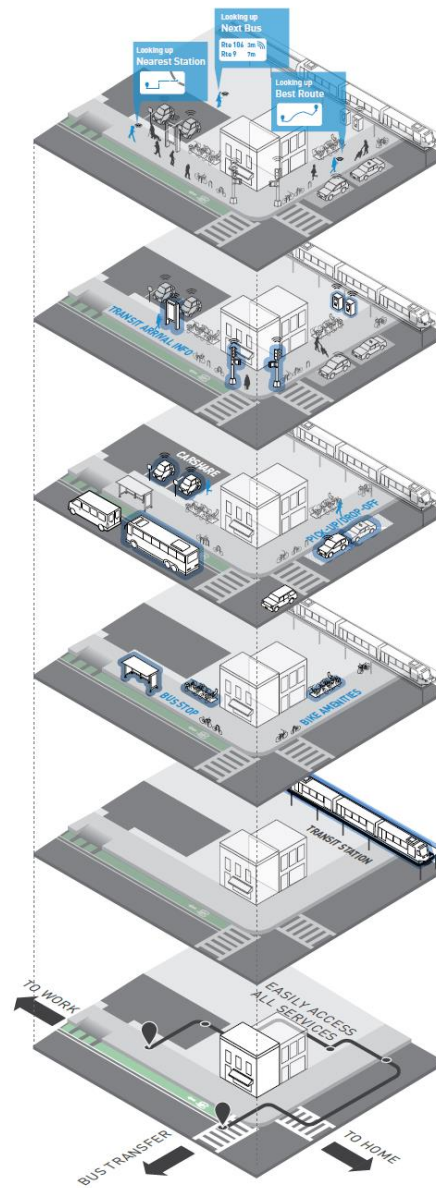 Looking up
Next Bus
Rte 106 3m
Rte 9 7m
Looking up
Nearest Station
Looking up
Best Route
TRANSIT ARRIVAL INFO
CARSHARE
PICK-UP/DROP-OFF
BUS STOP
BIKE AMENITIES
TRANSIT STATION
EASILY ACCESS
ALL SERVICES
TO WORK
BUS TRANSFER
TO HOME